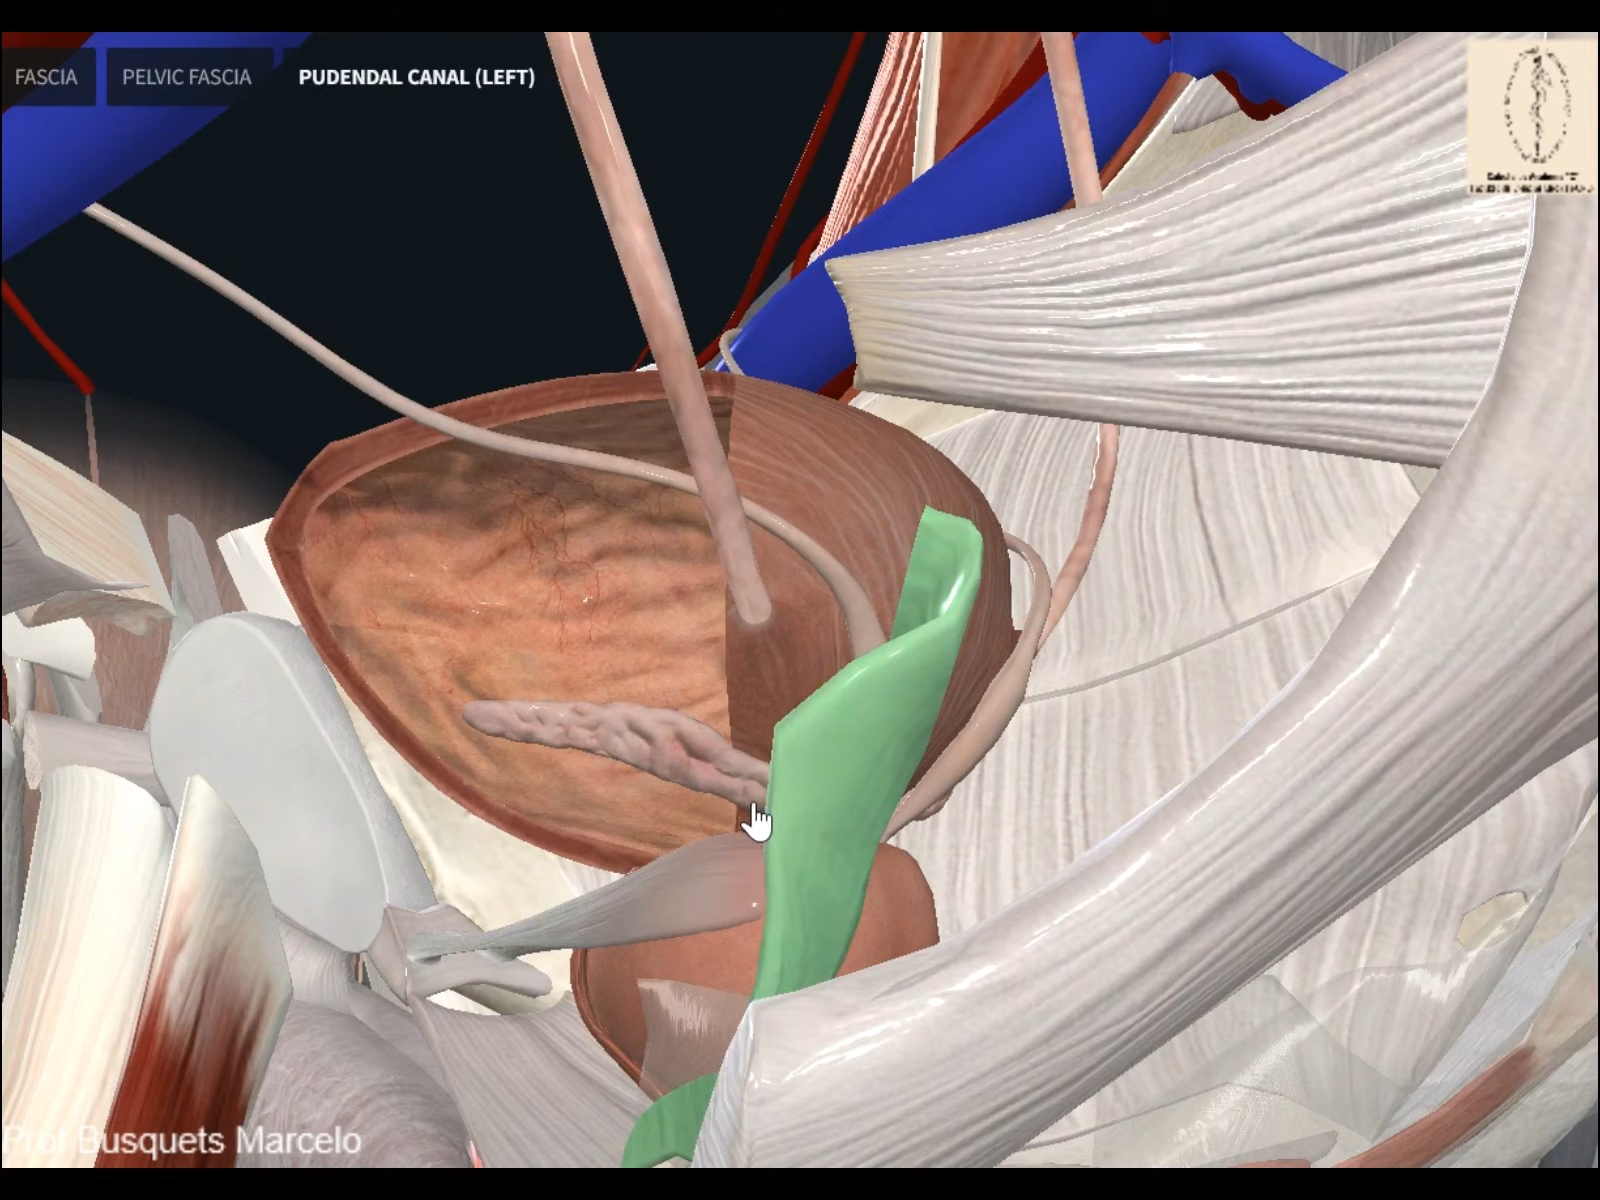 FASCIA
PELVIC FASCIA
PUDENDAL CANAL (LEFT)
Prof Busquets Marcelo